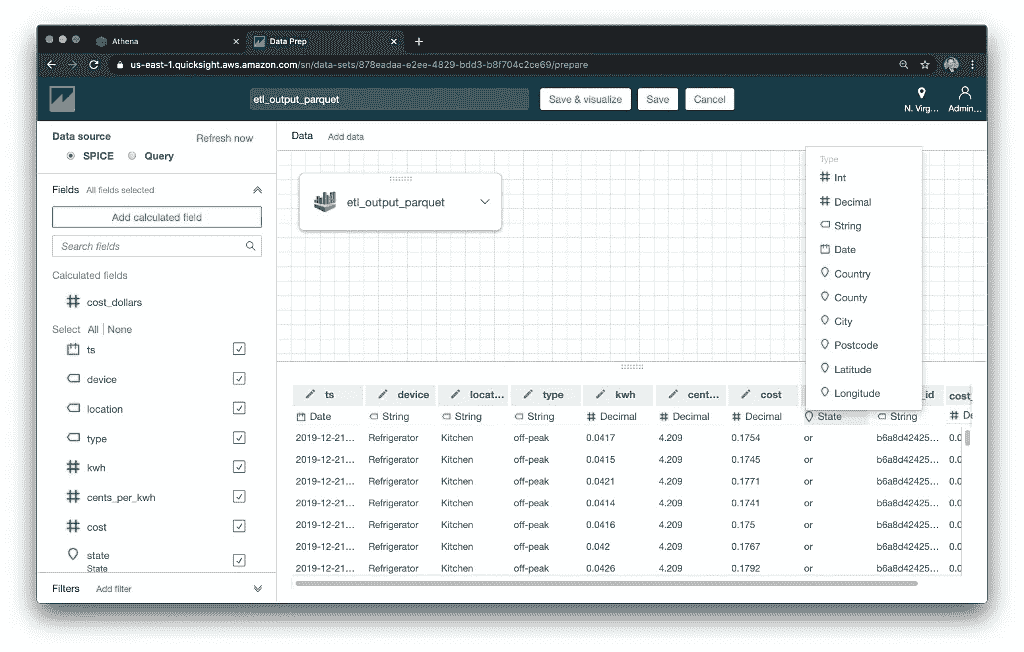 Athena
Data Prep
us-east-1.quicksight.aws.amazon.com/sn/data-sets/878eadaa-e2ee-4829-bdd3-b8f704c2ce69/prepare
etl_output_parquet Save & visualize Save Cancel
N. Virg... Admin...
Data source Refresh now
SPICE Query
Fields All fields selected
Add calculated field
Search fields
Calculated fields
cost_dollars
Select All | None
ts
device
location
type
kwh
cents_per_kwh
cost
state
State
Filters Add filter
Data Add data
etl_output_parquet
Type
Int
Decimal
String
Date
Country
County
City
Postcode
Latitude
Longitude
ts device locat... type kwh cent... cost _id cost_
Date String String String Decimal Decimal Decimal State String De
2019-12-21... Refrigerator Kitchen off-peak 0.0417 4.209 0.1754 or b6a8d42425... 0.0
2019-12-21... Refrigerator Kitchen off-peak 0.0415 4.209 0.1745 or b6a8d42425... 0.0
2019-12-21... Refrigerator Kitchen off-peak 0.0421 4.209 0.1771 or b6a8d42425... 0.0
2019-12-21... Refrigerator Kitchen off-peak 0.0414 4.209 0.1741 or b6a8d42425... 0.0
2019-12-21... Refrigerator Kitchen off-peak 0.0416 4.209 0.175 or b6a8d42425... 0.0
2019-12-21... Refrigerator Kitchen off-peak 0.042 4.209 0.1767 or b6a8d42425... 0.0
2019-12-21... Refrigerator Kitchen off-peak 0.0426 4.209 0.1792 or b6a8d42425... 0.0